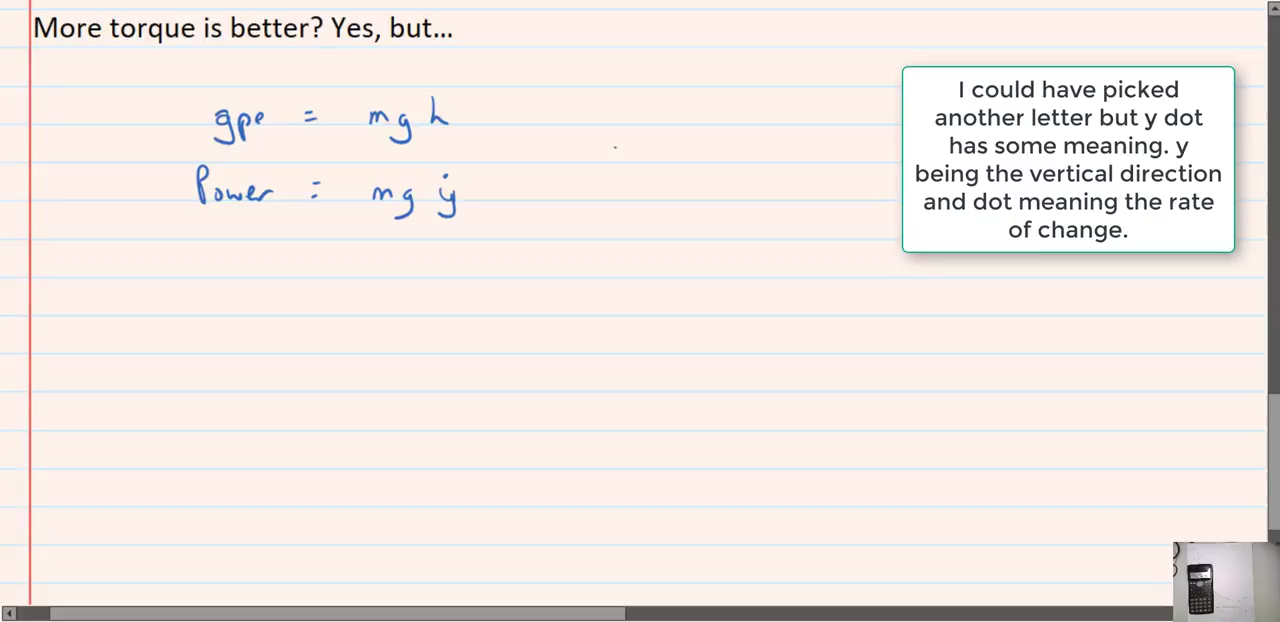 More torque is better? Yes, but...
gpe = mgh
Power = mgẏ
I could have picked
another letter but y dot
has some meaning. y
being the vertical direction
and dot meaning the rate
of change.